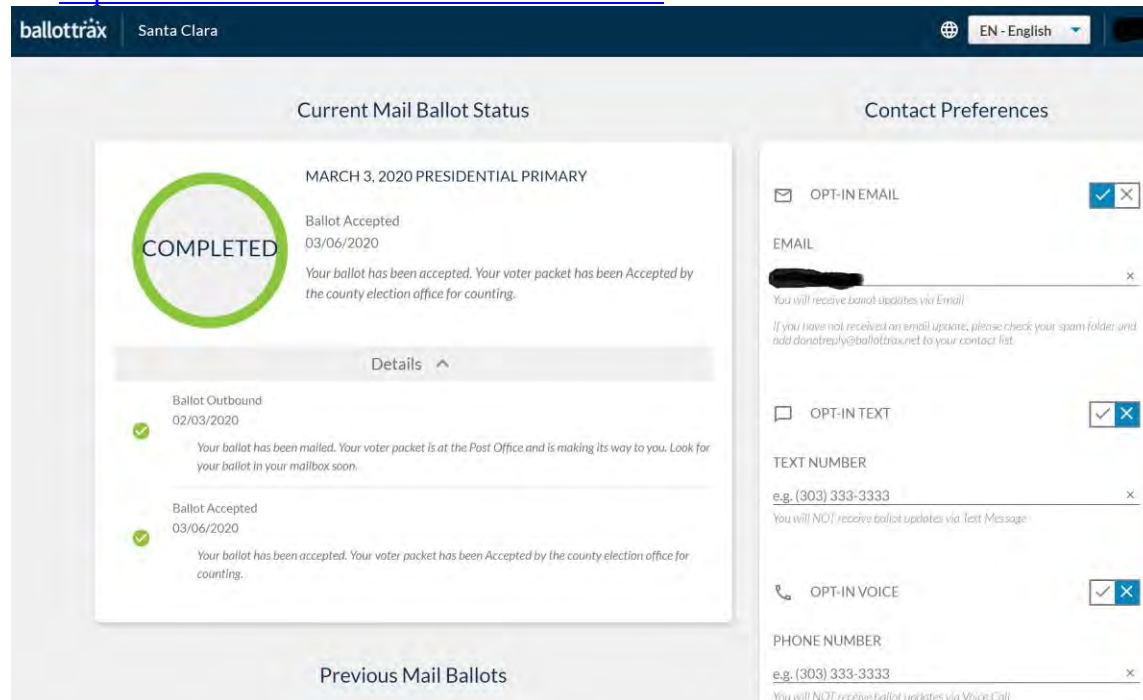 ballottrax
Santa Clara
EN - English
Current Mail Ballot Status
COMPLETED
MARCH 3, 2020 PRESIDENTIAL PRIMARY
Ballot Accepted
03/06/2020
Your ballot has been accepted. Your voter packet has been Accepted by
the county election office for counting.
Details
Ballot Outbound
02/03/2020
Your ballot has been mailed. Your voter packet is at the Post Office and is making its way to you. Look for
your ballot in your mailbox soon.
Ballot Accepted
03/06/2020
Your ballot has been accepted. Your voter packet has been Accepted by the county election office for
counting.
Previous Mail Ballots
Contact Preferences
OPT-IN EMAIL
EMAIL
You will receive ballot updates via Email
If you have not received an email update, please check your spam folder and
add donotreply@ballottrax.net to your contact list
OPT-IN TEXT
TEXT NUMBER
e.g. (303) 333-3333
You will NOT receive ballot updates via Text Message
OPT-IN VOICE
PHONE NUMBER
e.g. (303) 333-3333
You will NOT receive ballot updates via Voice Call